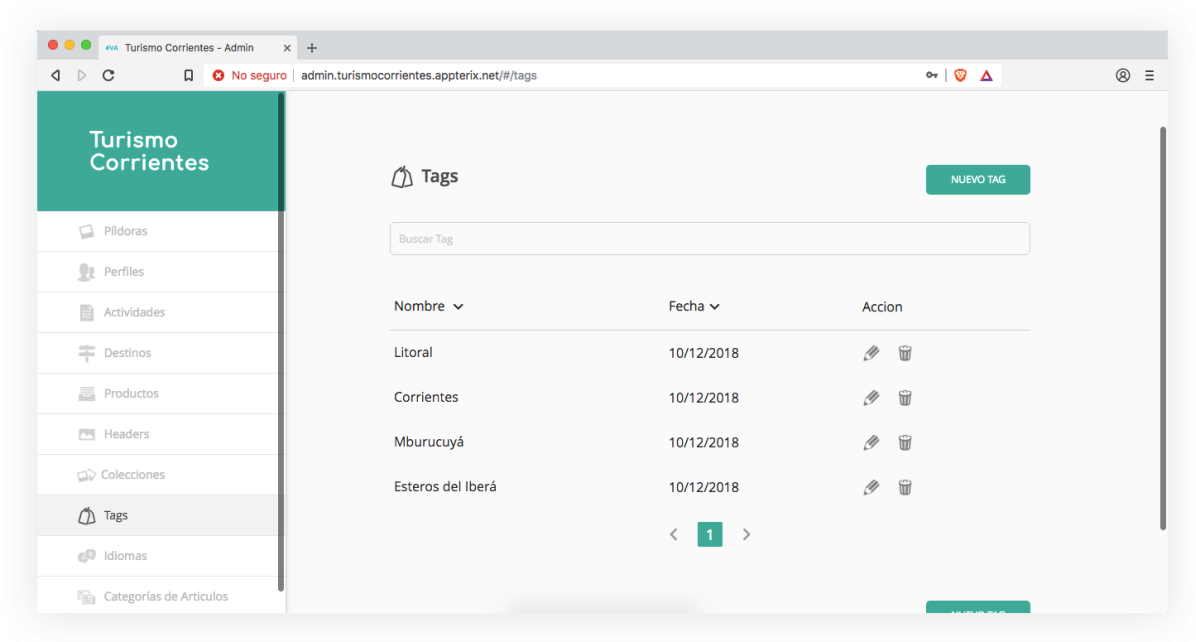 Turismo Corrientes - Admin
No seguro
admin.turismocorrientes.appterix.net/#/tags
Turismo
Corrientes
Píldoras
Perfiles
Actividades
Destinos
Productos
Headers
Colecciones
Tags
Idiomas
Categorías de Articulos
Tags
NUEVO TAG
Buscar Tag
Nombre Fecha Accion
Litoral 10/12/2018
Corrientes 10/12/2018
Mburucuyá 10/12/2018
Esteros del Iberá 10/12/2018
1
NUEVO TAG